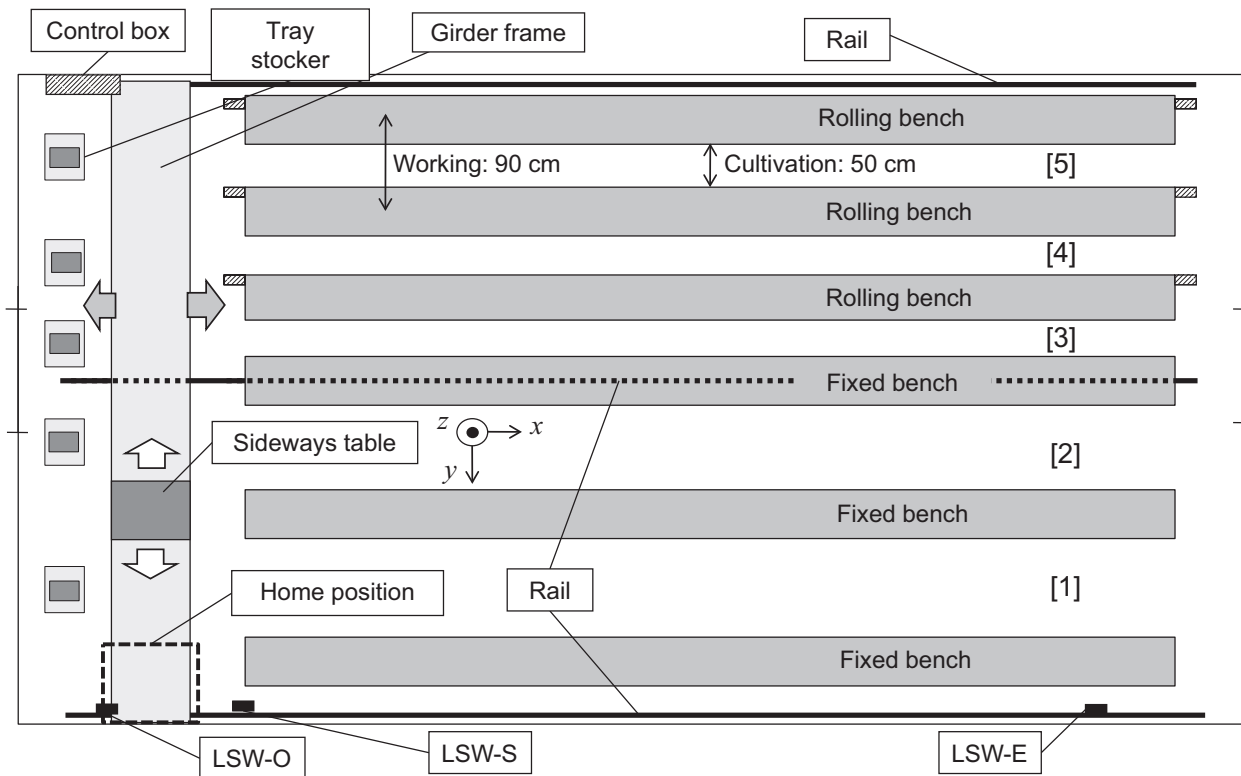 Control box
Tray
stocker
Girder frame
Rail
Rolling bench
Working: 90 cm
Cultivation: 50 cm
[5]
Rolling bench
[4]
Rolling bench
[3]
Fixed bench
z
x
y
Sideways table
[2]
Fixed bench
Home position
Rail
[1]
Fixed bench
LSW-O
LSW-S
LSW-E